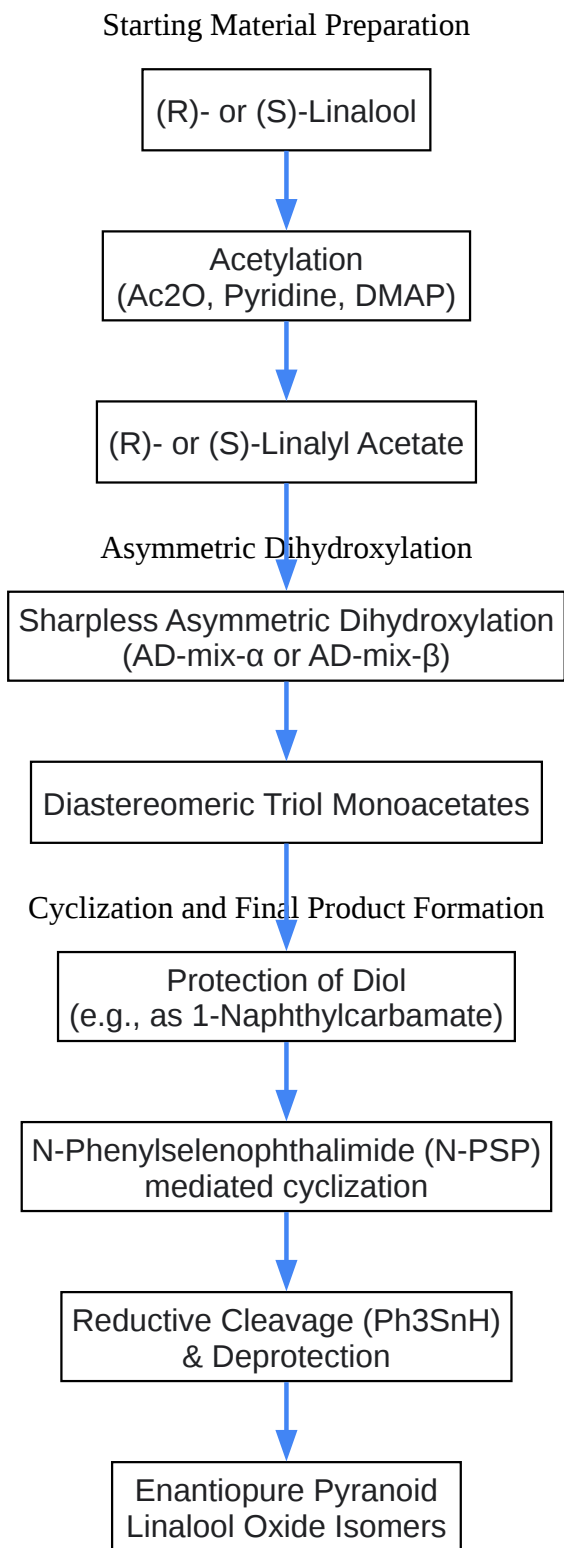 Starting Material Preparation
(R)- or (S)-Linalool
Acetylation
(Ac2O, Pyridine, DMAP)
(R)- or (S)-Linalyl Acetate
Asymmetric Dihydroxylation
Sharpless Asymmetric Dihydroxylation
(AD-mix-α or AD-mix-β)
Diastereomeric Triol Monoacetates
Cyclization and Final Product Formation
Protection of Diol
(e.g., as 1-Naphthylcarbamate)
N-Phenylselenophthalimide (N-PSP)
mediated cyclization
Reductive Cleavage (Ph3SnH)
& Deprotection
Enantiopure Pyranoid
Linalool Oxide Isomers